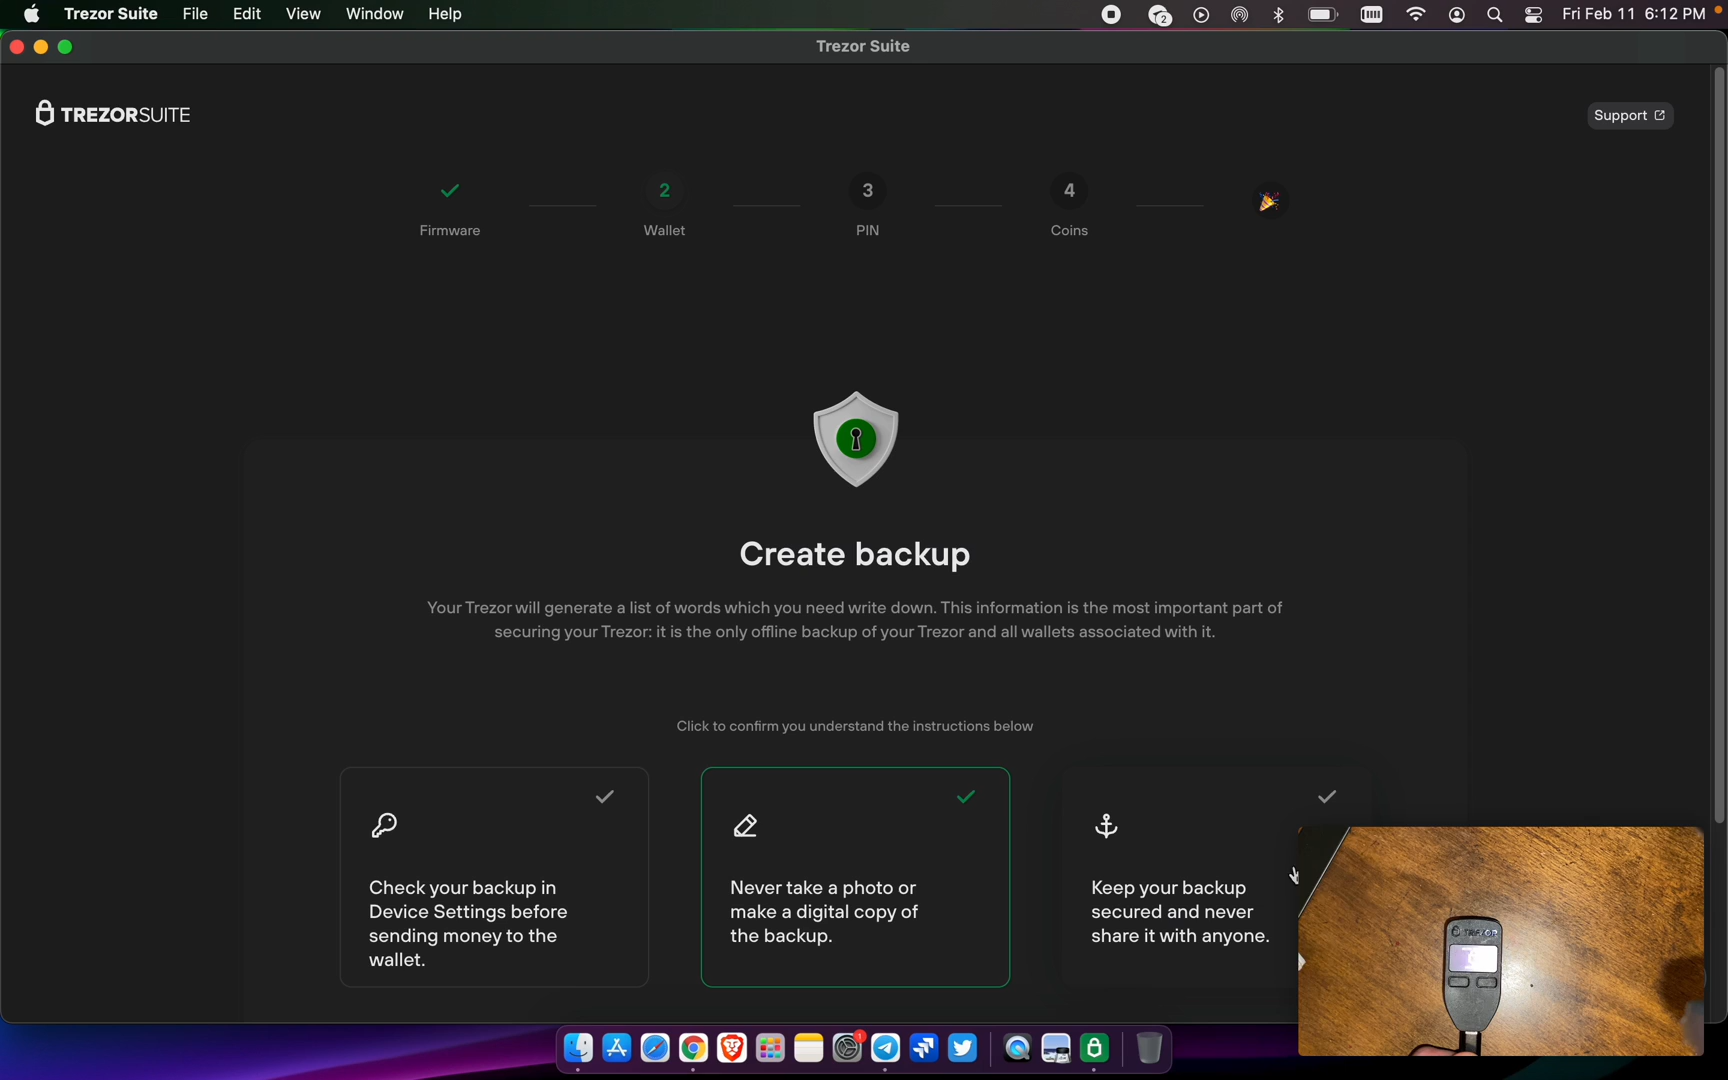 Trezor Suite File Edit View Window Help
2
Fri Feb 11 6:12 PM
Trezor Suite
TREZORSUITE
Support
2 3 4
Firmware Wallet PIN Coins
Create backup
Your Trezor will generate a list of words which you need write down. This information is the most important part of
securing your Trezor: it is the only offline backup of your Trezor and all wallets associated with it.
Click to confirm you understand the instructions below
Check your backup in
Device Settings before
sending money to the
wallet.
Never take a photo or
make a digital copy of
the backup.
Keep your backup
secured and never
share it with anyone.
TREZOR
1